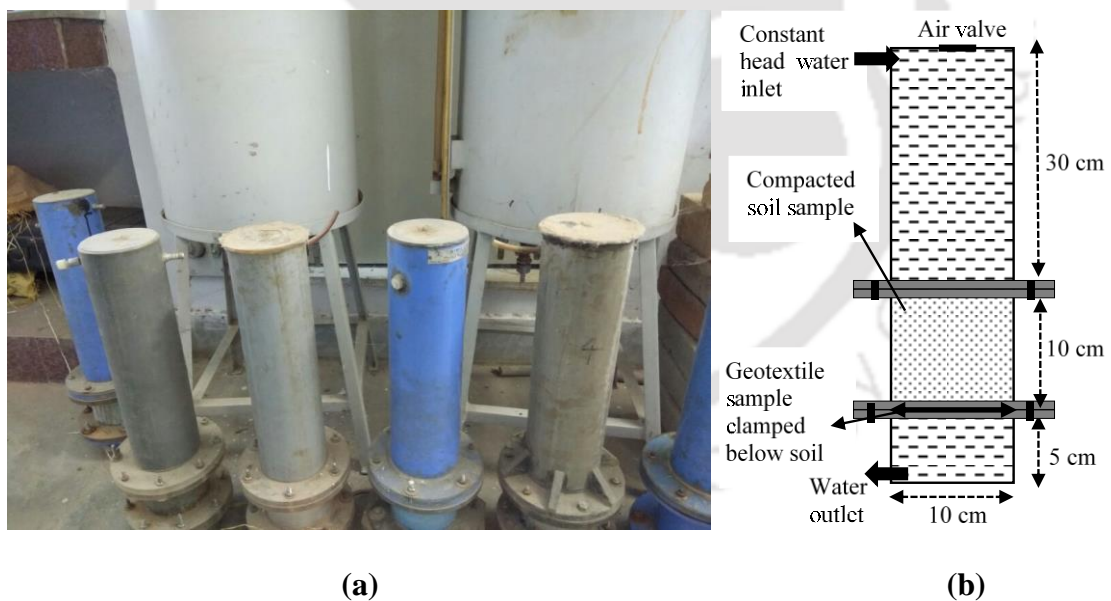 Air valve
Constant
head water
inlet
30 cm
Compacted
soil sample
10 cm
Geotextile
sample
clamped
below soil
5 cm
Water
outlet
10 cm
4
(a)
(b)